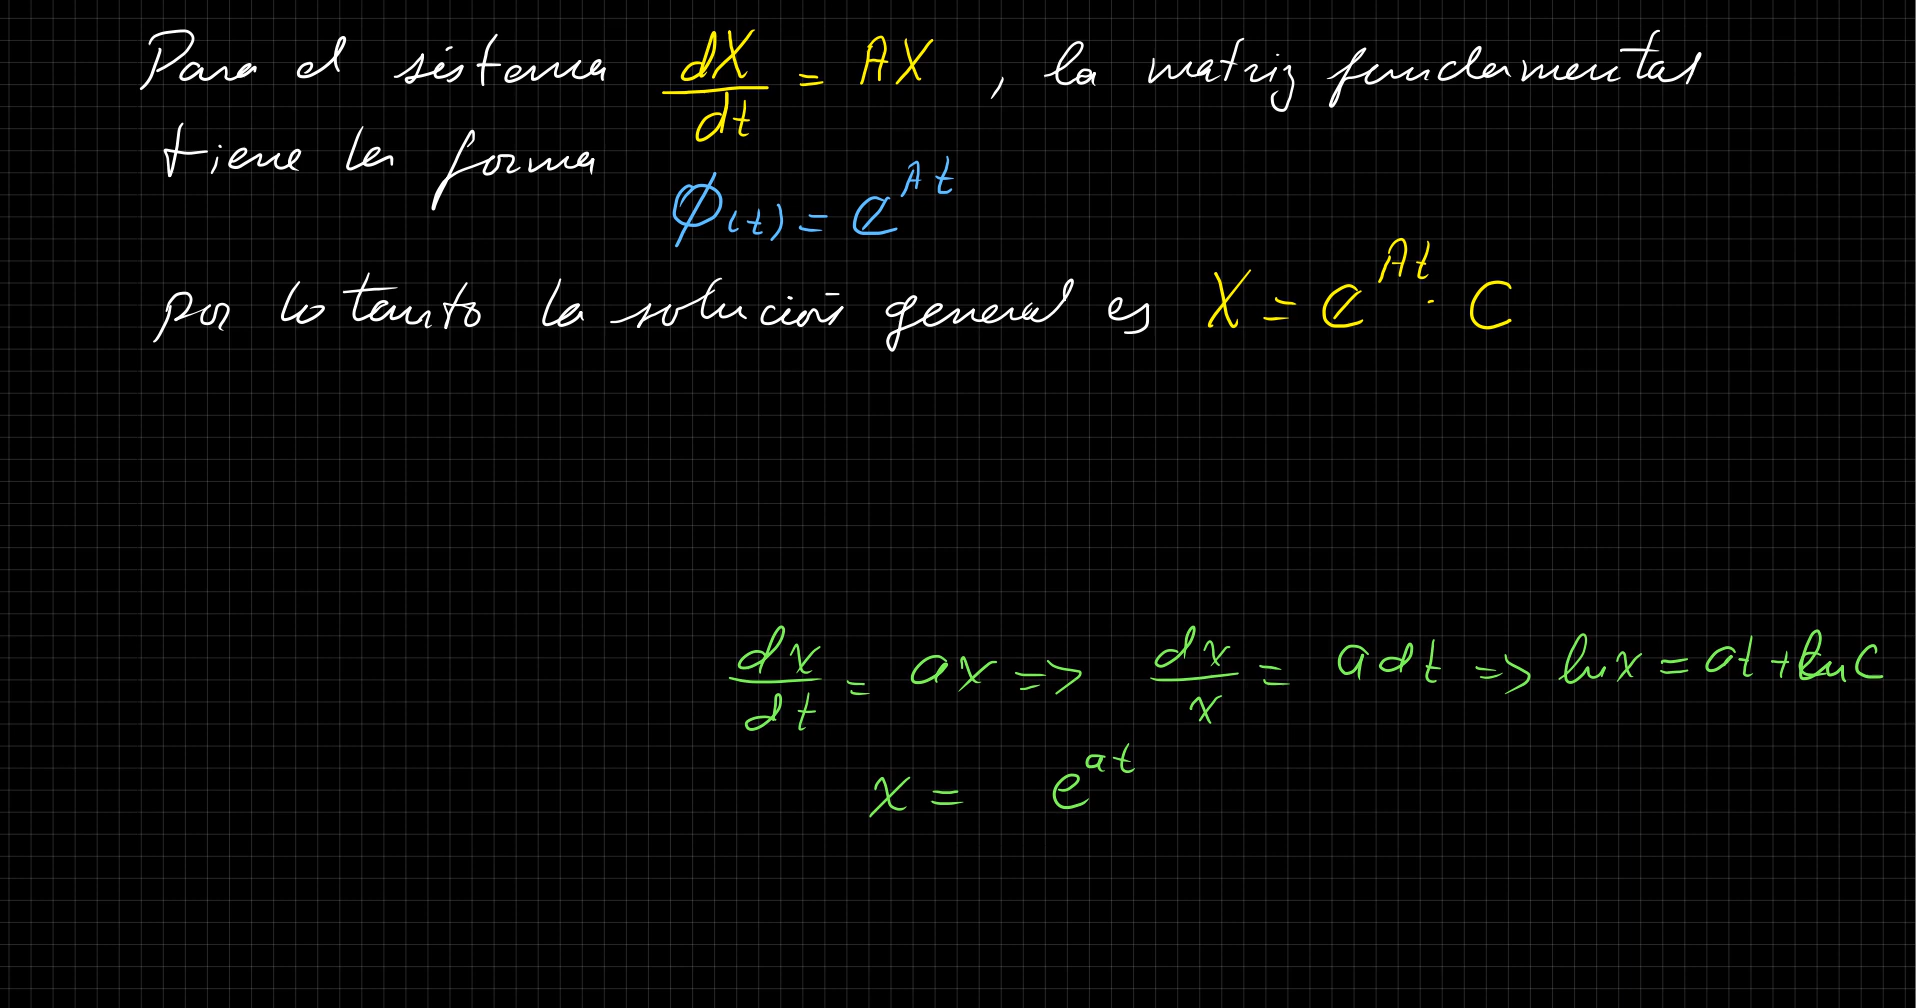 Para el sistema dX/dt = AX , la matriz fundamental
tiene la forma
Φ(t) = e^{At}
por lo tanto la solución general es X = e^{At} · C
dx/dt = ax => dx/x = a dt => ln x = at + ln C
x = e^{at}